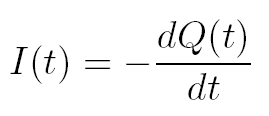 I(t) = -\frac{dQ(t)}{dt}